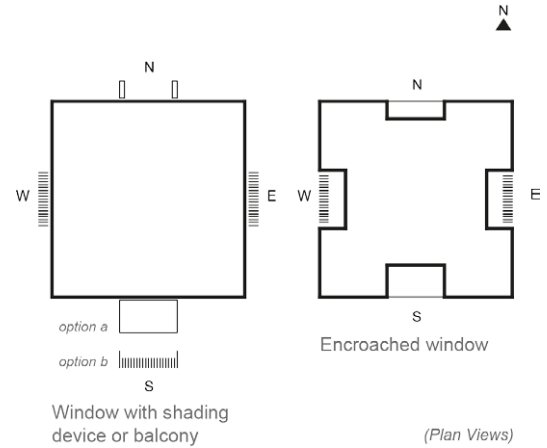 N
N
N
W
E
W
E
option a
option b
S
S
Window with shading
device or balcony
Encroached window
(Plan Views)